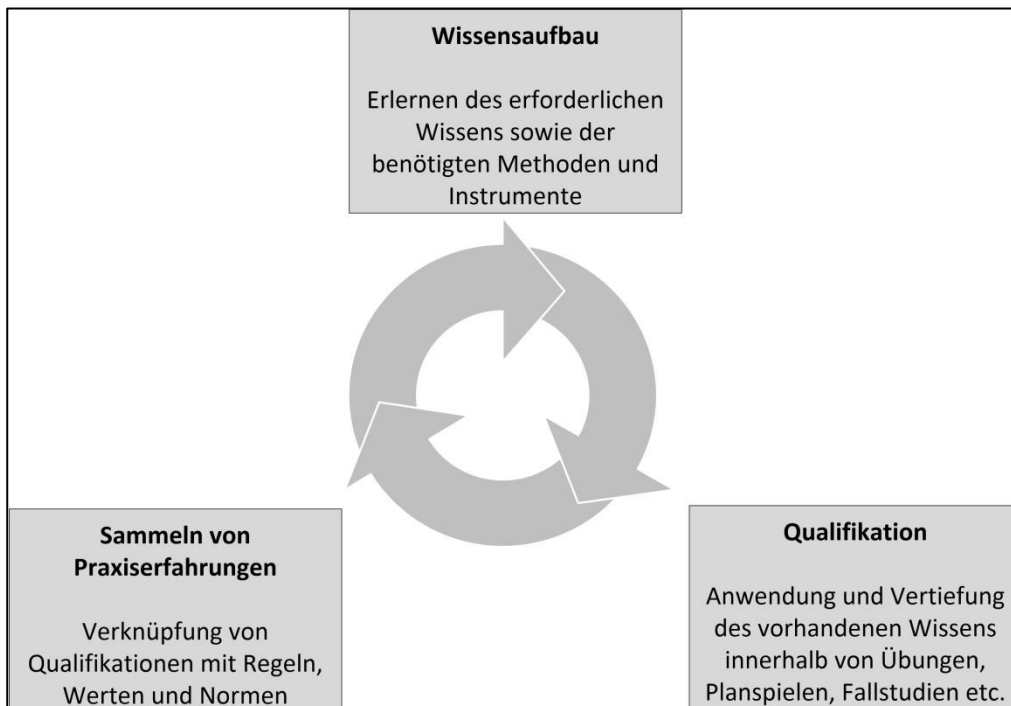 Wissensaufbau
Erlernen des erforderlichen
Wissens sowie der
benötigten Methoden und
Instrumente
Sammeln von
Praxiserfahrungen
Verknüpfung von
Qualifikationen mit Regeln,
Werten und Normen
Qualifikation
Anwendung und Vertiefung
des vorhandenen Wissens
innerhalb von Übungen,
Planspielen, Fallstudien etc.